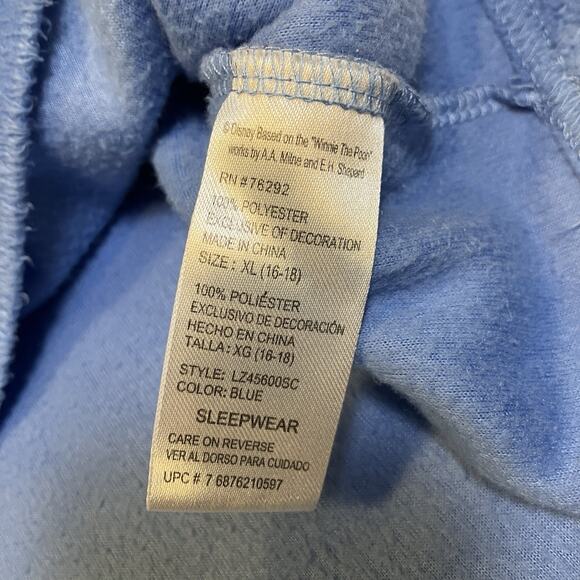 © Disney Based on the "Winnie The Pooh"
works by A.A. Milne and E.H. Shepard
RN # 76292
100% POLYESTER
EXCLUSIVE OF DECORATION
MADE IN CHINA
SIZE : XL (16-18)
100% POLIÉSTER
EXCLUSIVO DE DECORACIÓN
HECHO EN CHINA
TALLA : XG (16-18)
STYLE: LZ45600SC
COLOR: BLUE
SLEEPWEAR
CARE ON REVERSE
VER AL DORSO PARA CUIDADO
UPC # 7 6876210597